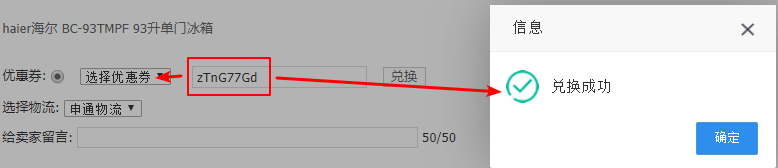 haier海尔 BC-93TMPF 93升单门冰箱
优惠券: 选择优惠券 zTnG77Gd 兑换
选择物流: 申通物流
给卖家留言: 50/50
信息
兑换成功
确定